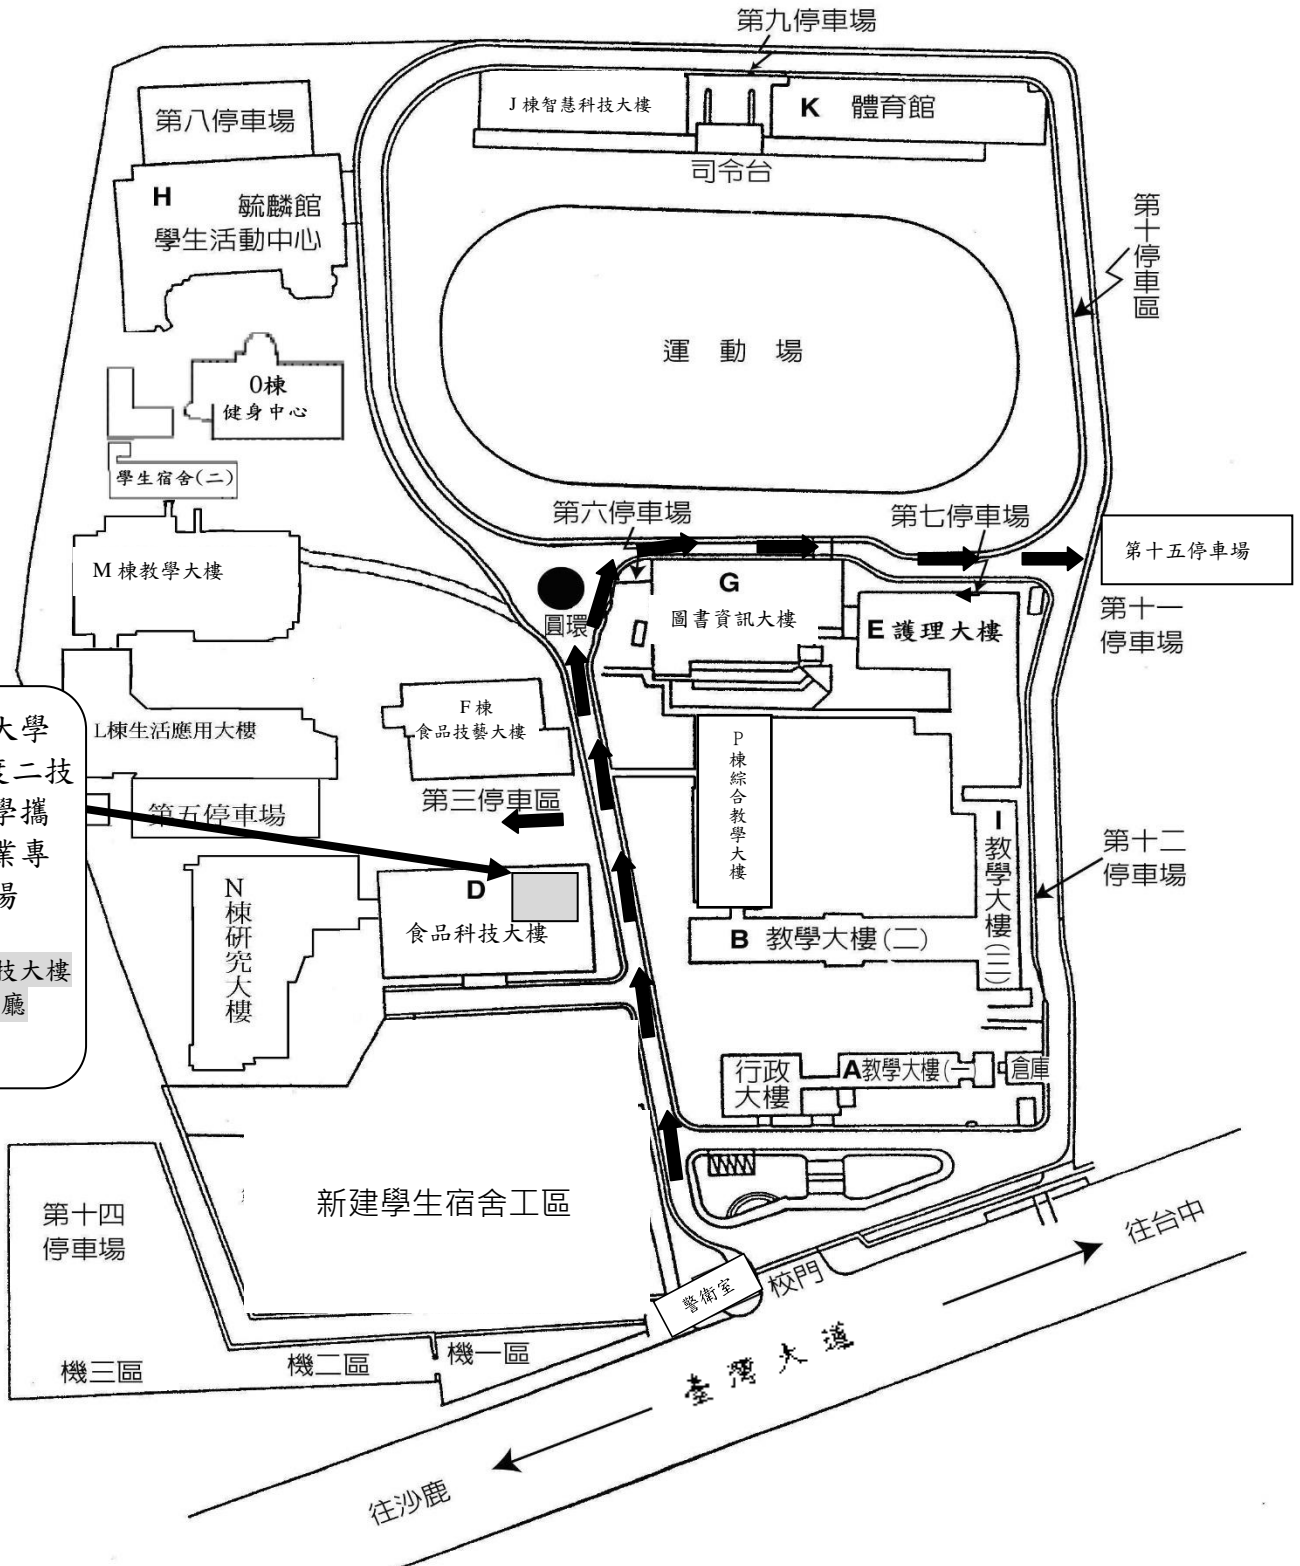 第九停車場
J棟智慧科技大樓
K 體育館
第八停車場
司令台
H 毓麟館
學生活動中心
第十停車區
運 動 場
O棟
健身中心
學生宿舍(二)
第六停車場
第七停車場
第十五停車場
M棟教學大樓
G
圖書資訊大樓
圓環
E護理大樓
第十一
停車場
F棟
食品技藝大樓
L棟生活應用大樓
P棟綜合教學大樓
第三停車區
第五停車場
大學
度二技
學攜
業專
場
技大樓
廳
I教學大樓(三)
第十二
停車場
N棟研究大樓
D
食品科技大樓
B 教學大樓(二)
行政
大樓
A教學大樓(一)
倉庫
新建學生宿舍工區
第十四
停車場
往台中
校門
警衛室
機一區
機二區
機三區
臺灣大道
往沙鹿